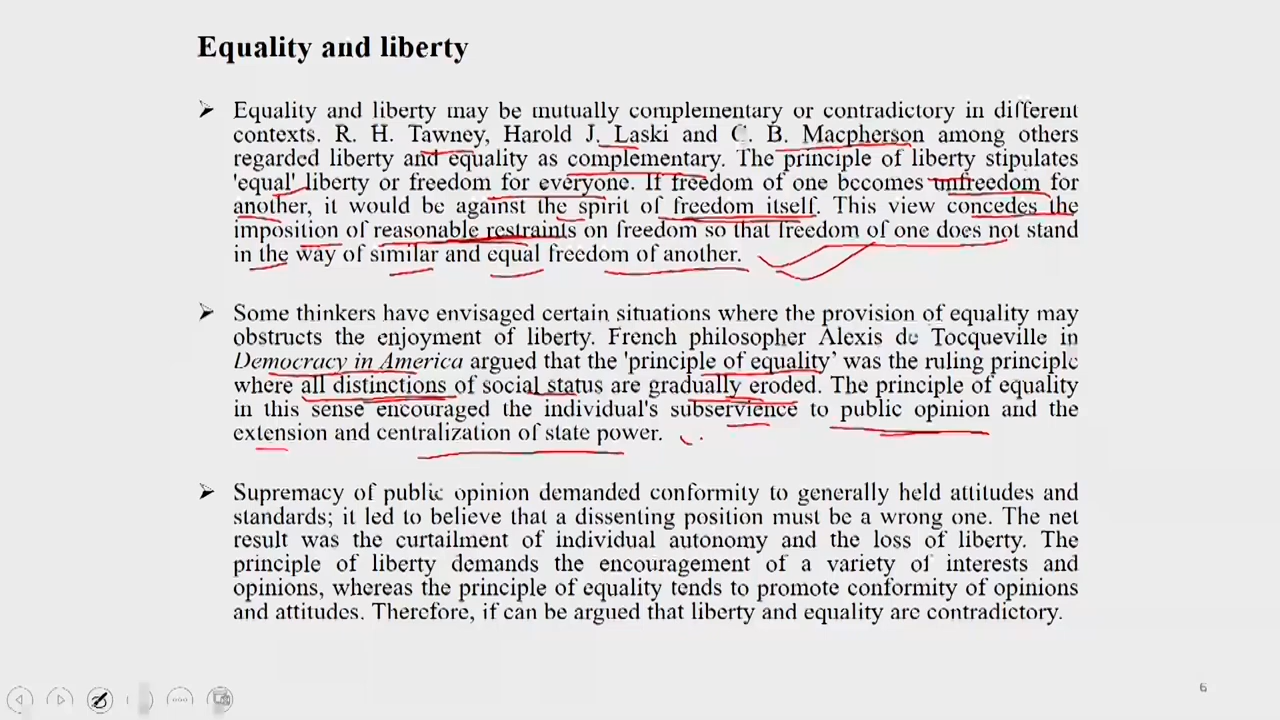 Equality and liberty
➢ Equality and liberty may be mutually complementary or contradictory in different
contexts. R. H. Tawney, Harold J. Laski and C. B. Macpherson among others
regarded liberty and equality as complementary. The principle of liberty stipulates
'equal' liberty or freedom for everyone. If freedom of one becomes unfreedom for
another, it would be against the spirit of freedom itself. This view concedes the
imposition of reasonable restraints on freedom so that freedom of one does not stand
in the way of similar and equal freedom of another.
➢ Some thinkers have envisaged certain situations where the provision of equality may
obstructs the enjoyment of liberty. French philosopher Alexis de Tocqueville in
Democracy in America argued that the 'principle of equality’ was the ruling principle
where all distinctions of social status are gradually eroded. The principle of equality
in this sense encouraged the individual's subservience to public opinion and the
extension and centralization of state power.
➢ Supremacy of public opinion demanded conformity to generally held attitudes and
standards; it led to believe that a dissenting position must be a wrong one. The net
result was the curtailment of individual autonomy and the loss of liberty. The
principle of liberty demands the encouragement of a variety of interests and
opinions, whereas the principle of equality tends to promote conformity of opinions
and attitudes. Therefore, if can be argued that liberty and equality are contradictory.
6